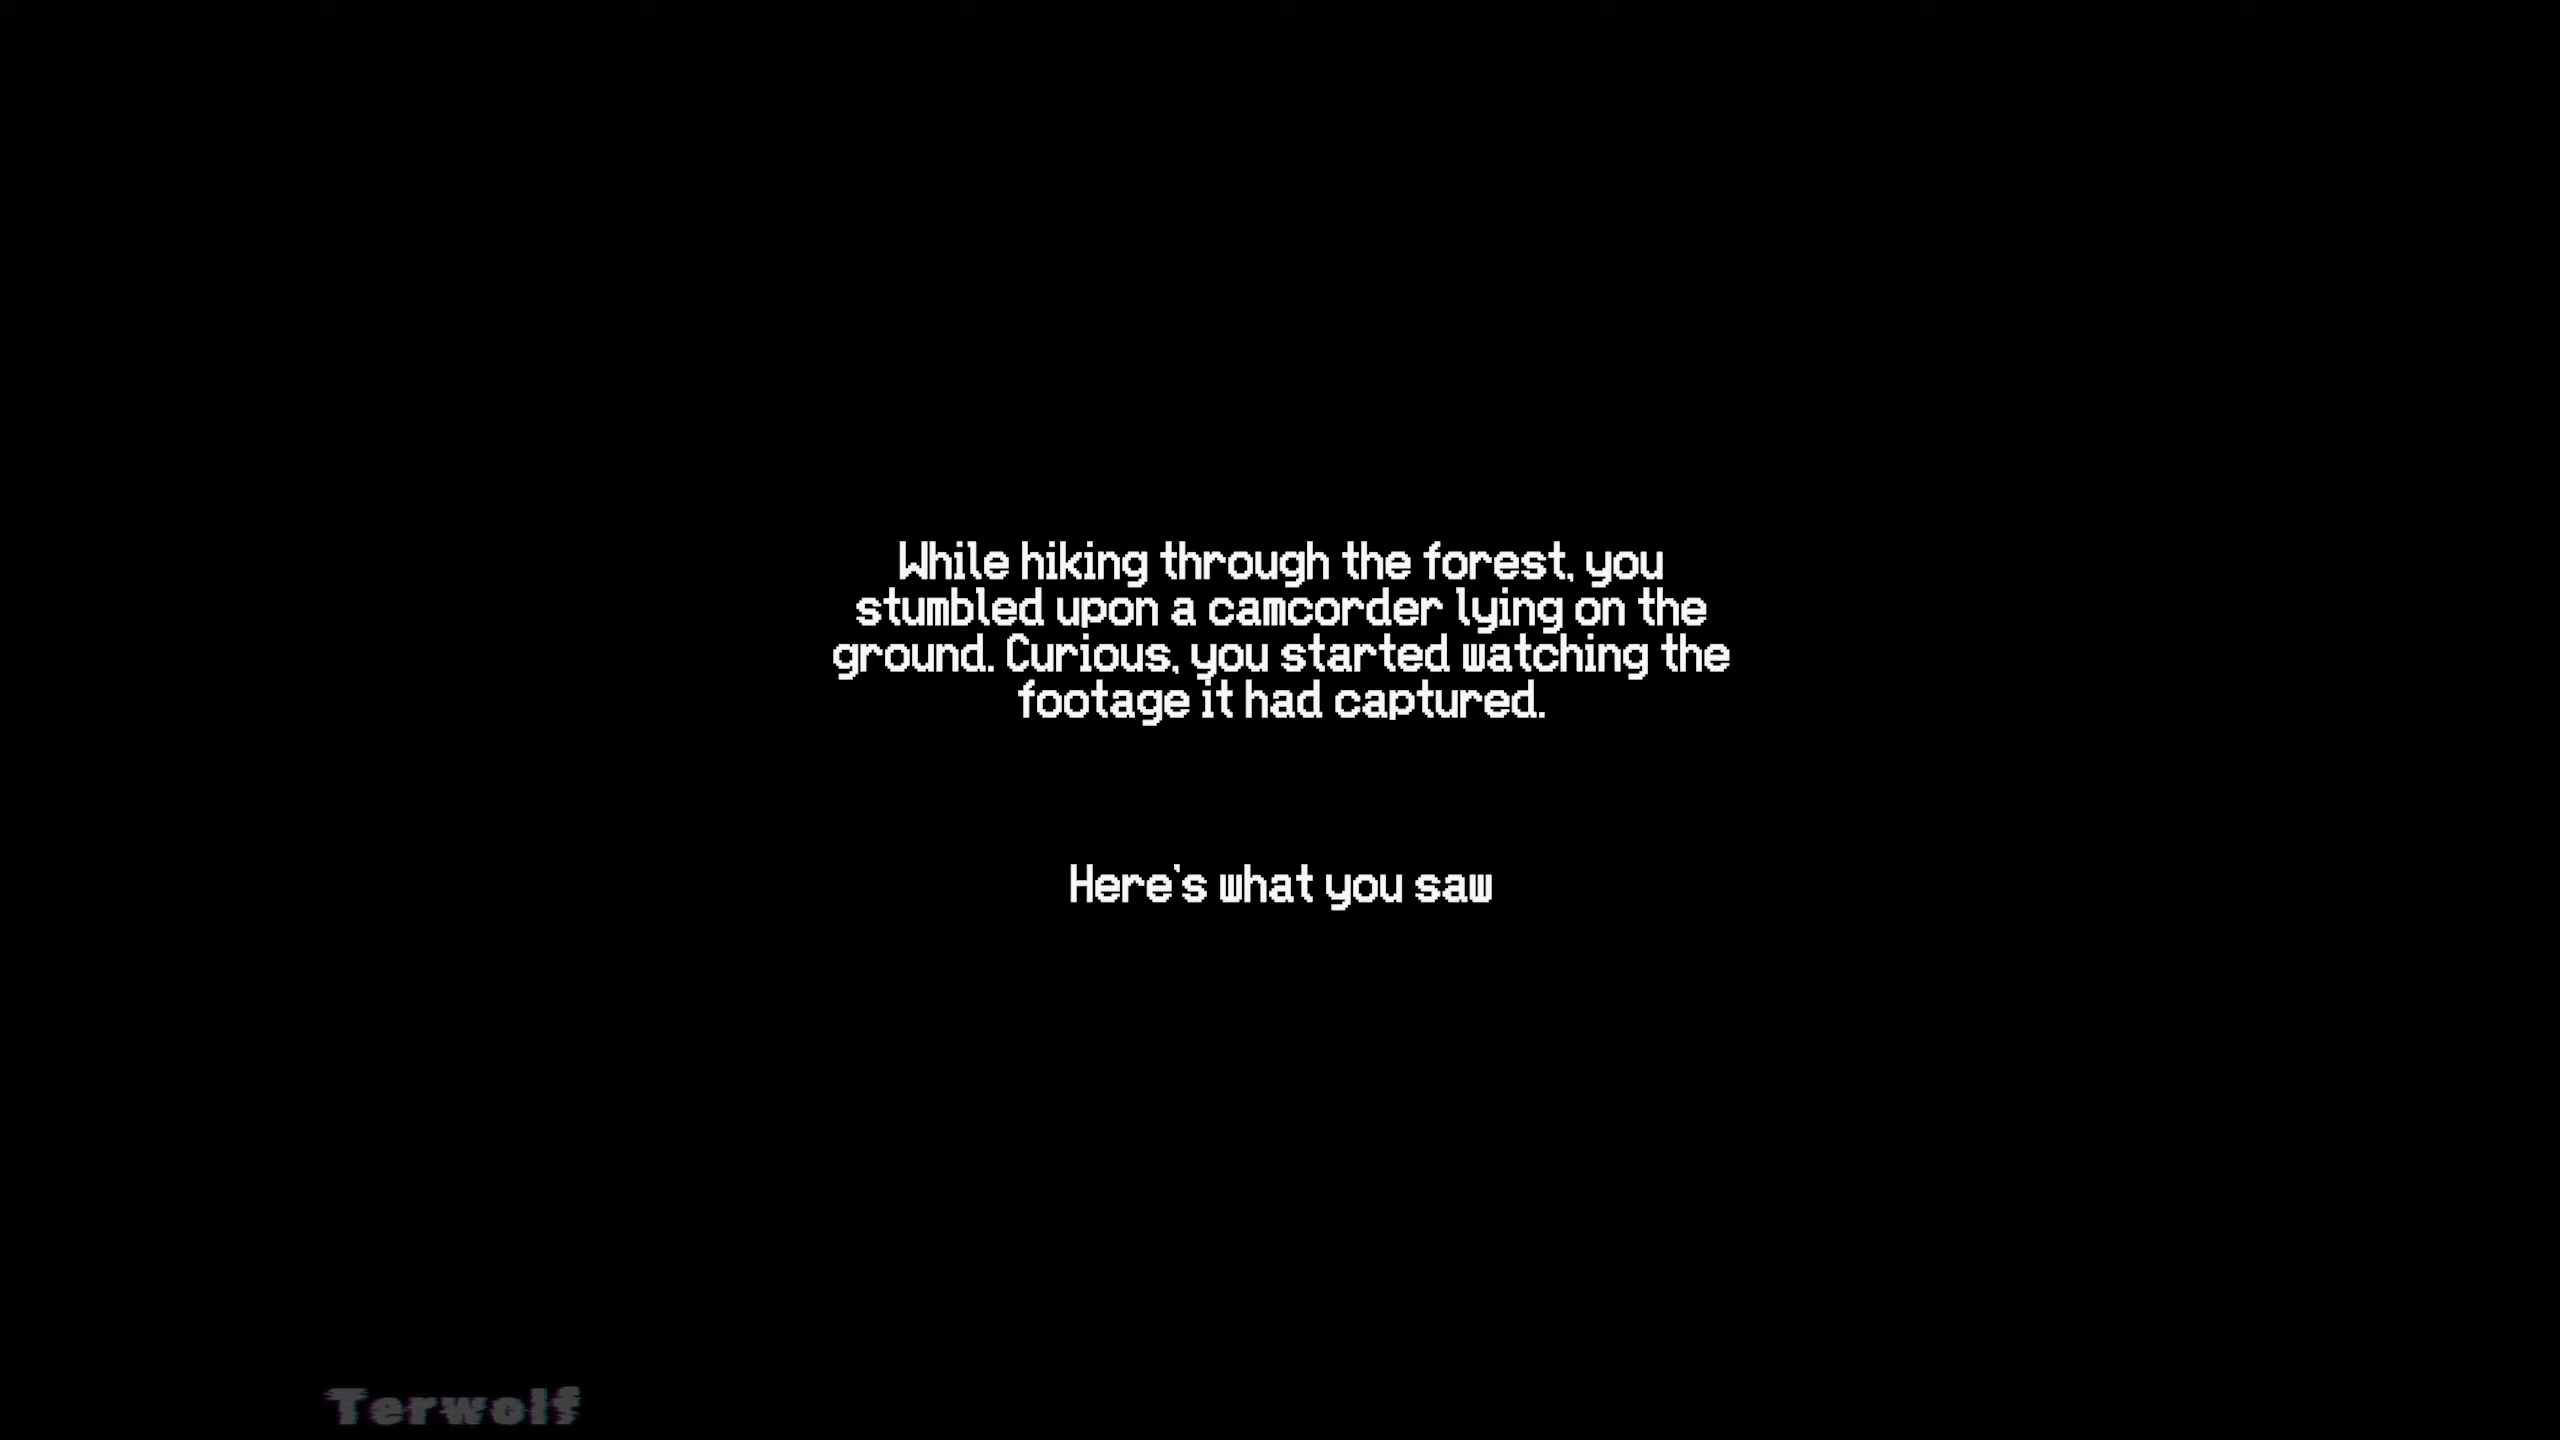 While hiking through the forest, you
stumbled upon a camcorder lying on the
ground. Curious, you started watching the
footage it had captured.
Here's what you saw
Terwolf